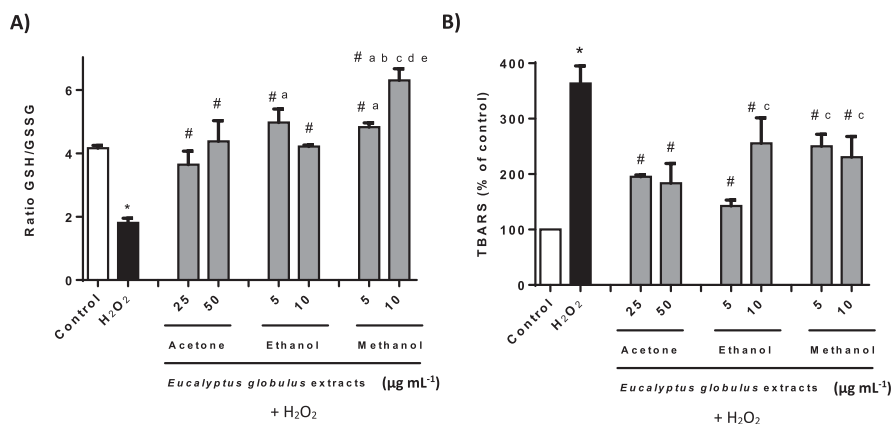 A)
Ratio GSH/GSSG
6
4
2
0
*
#
#
# a
#
# a
# a b c d e
Control
H₂O₂
25
50
5
10
5
10
Acetone
Ethanol
Methanol
Eucalyptus globulus extracts (µg mL⁻¹)
+ H₂O₂
B)
TBARS (% of control)
400
300
250
200
100
0
*
#
#
#
# c
# c
# c
Control
H₂O₂
25
50
5
10
5
10
Acetone
Ethanol
Methanol
Eucalyptus globulus extracts (µg mL⁻¹)
+ H₂O₂